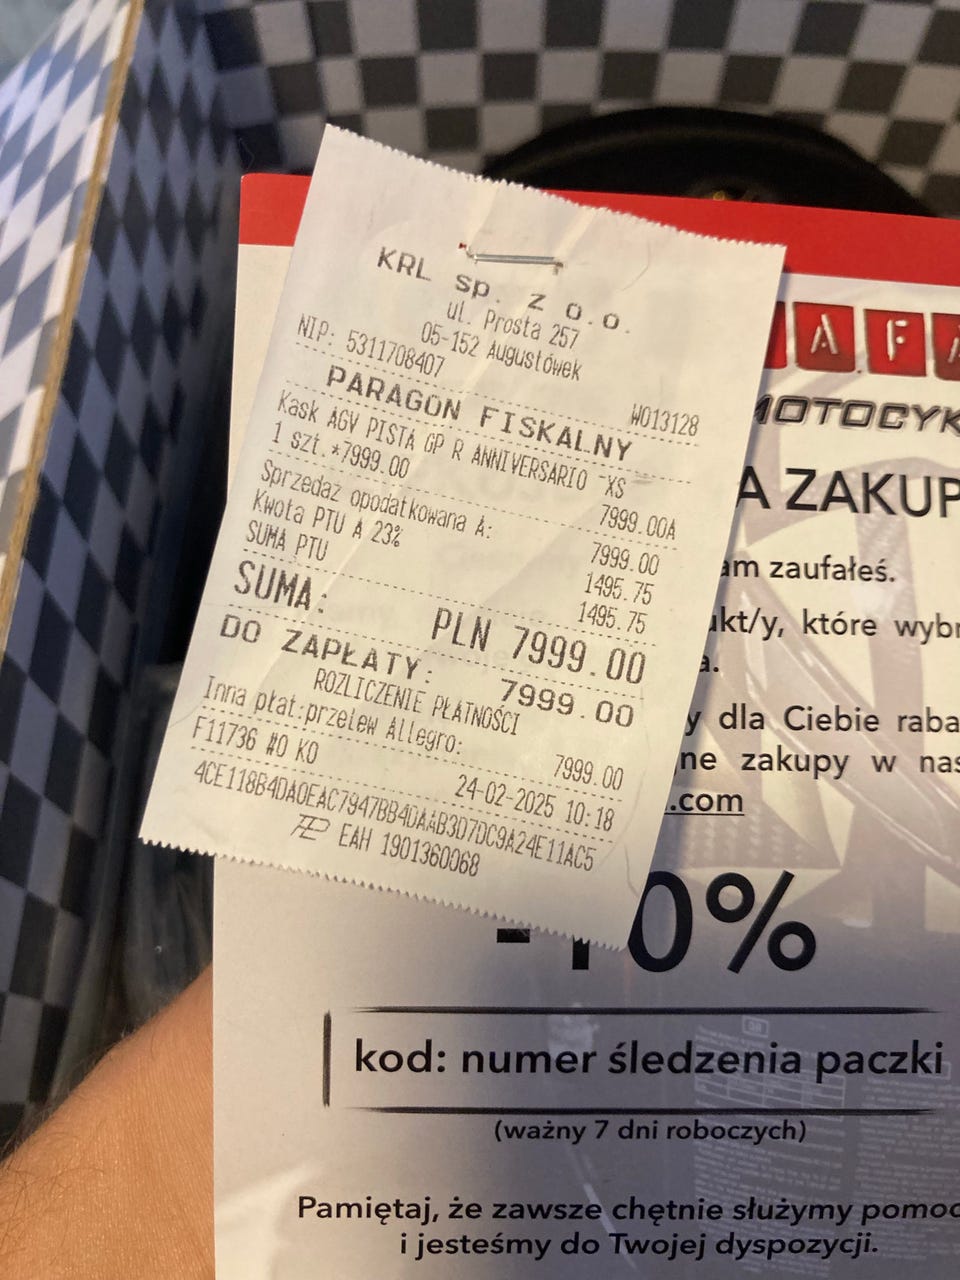 KRL sp. z o.o.
ul. Prosta 257
05-152 Augustówek
NIP: 5311708407
W013128
PARAGON FISKALNY
Kask AGV PISTA GP R ANNIVERSARIO XS
1 szt.*7999.00 7999.00A
Sprzedaż opodatkowana A: 7999.00
Kwota PTU A 23% 1495.75
SUMA PTU 1495.75
SUMA: PLN 7999.00
DO ZAPŁATY: 7999.00
ROZLICZENIE PŁATNOŚCI
Inna płat:przelew Allegro: 7999.00
F11736 #0 KO 24-02-2025 10:18
4CE118B4DA0EAC7947BB4DAAB3D7DC9A24E11AC5
EAH 1901360068
AFA
MOTOCYK
A ZAKUP
am zaufałeś.
ukt/y, które wybr
a.
y dla Ciebie raba
ne zakupy w nas
.com
-10%
kod: numer śledzenia paczki
(ważny 7 dni roboczych)
Pamiętaj, że zawsze chętnie służymy pomoc
i jesteśmy do Twojej dyspozycji.